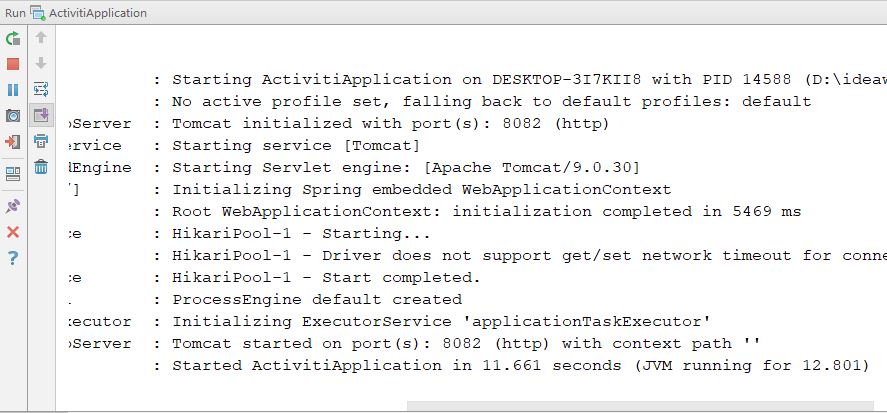 Run ActivitiApplication
: Starting ActivitiApplication on DESKTOP-3I7KII8 with PID 14588 (D:\ideaw
: No active profile set, falling back to default profiles: default
oServer : Tomcat initialized with port(s): 8082 (http)
ervice : Starting service [Tomcat]
dEngine : Starting Servlet engine: [Apache Tomcat/9.0.30]
/] : Initializing Spring embedded WebApplicationContext
: Root WebApplicationContext: initialization completed in 5469 ms
ce : HikariPool-1 - Starting...
: HikariPool-1 - Driver does not support get/set network timeout for conne
ce : HikariPool-1 - Start completed.
: ProcessEngine default created
xecutor : Initializing ExecutorService 'applicationTaskExecutor'
oServer : Tomcat started on port(s): 8082 (http) with context path ''
: Started ActivitiApplication in 11.661 seconds (JVM running for 12.801)